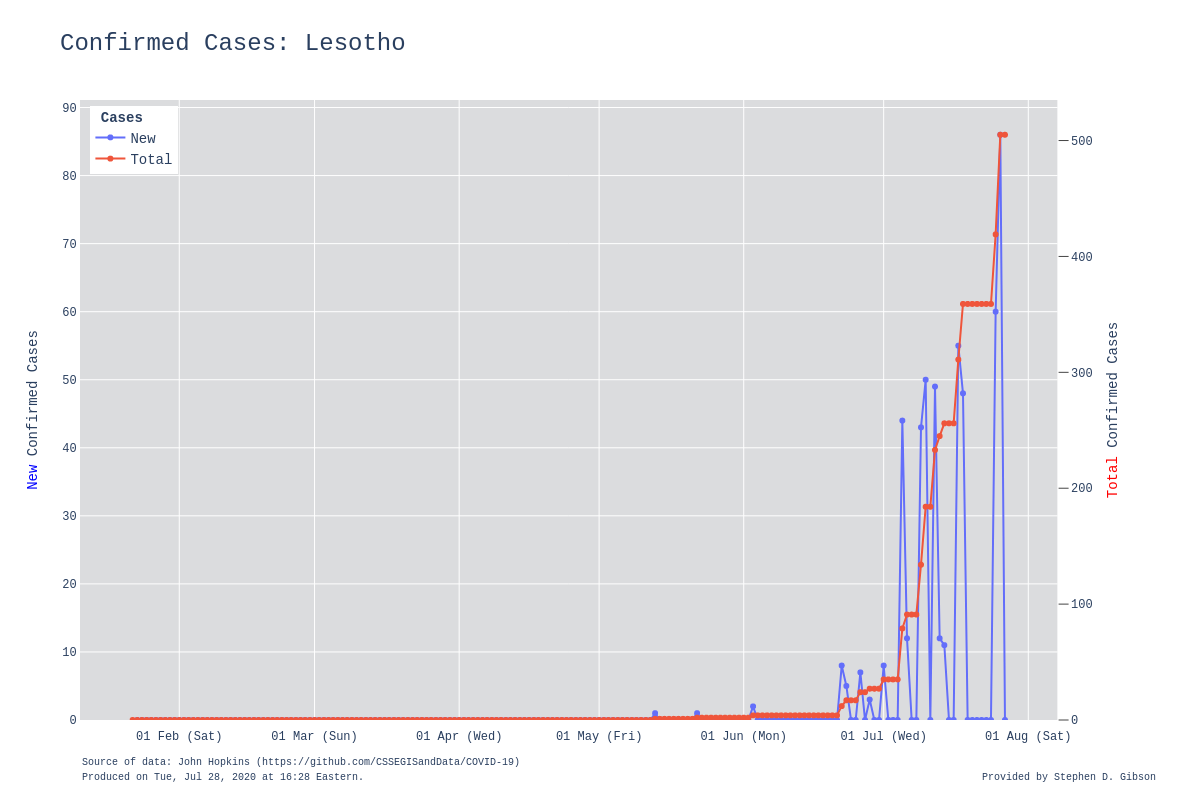 Confirmed Cases: Lesotho
Cases
New
Total
90
80
70
60
50
40
30
20
10
0
New Confirmed Cases
500
400
300
200
100
0
Total Confirmed Cases
01 Feb (Sat)
01 Mar (Sun)
01 Apr (Wed)
01 May (Fri)
01 Jun (Mon)
01 Jul (Wed)
01 Aug (Sat)
Source of data: John Hopkins (https://github.com/CSSEGISandData/COVID-19)
Produced on Tue, Jul 28, 2020 at 16:28 Eastern.
Provided by Stephen D. Gibson